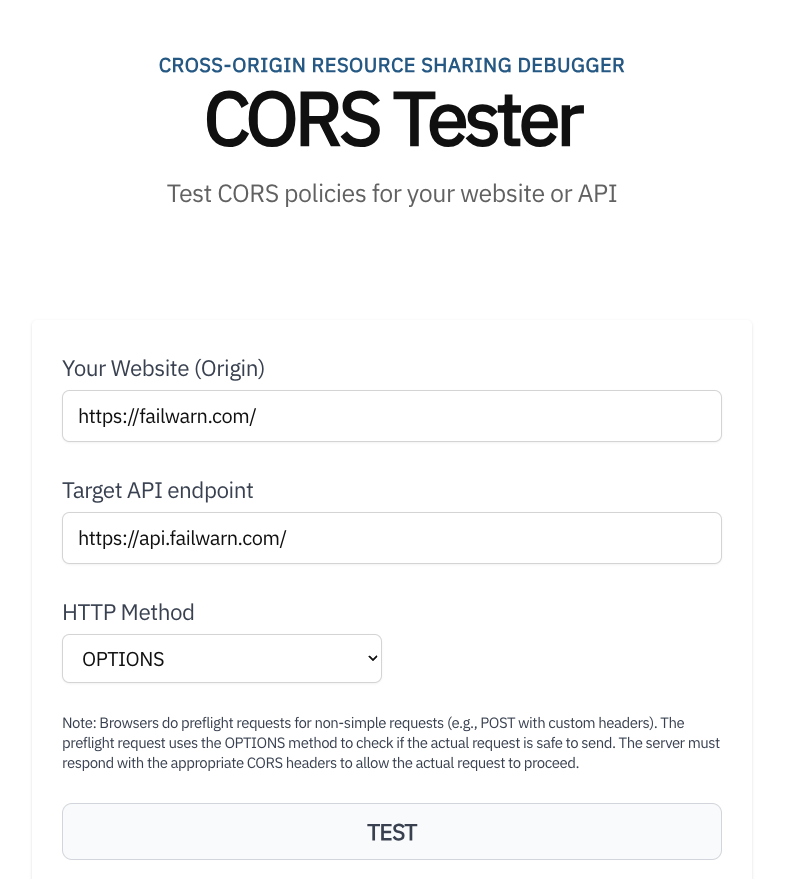 CROSS-ORIGIN RESOURCE SHARING DEBUGGER
CORS Tester
Test CORS policies for your website or API
Your Website (Origin)
https://failwarn.com/
Target API endpoint
https://api.failwarn.com/
HTTP Method
OPTIONS
Note: Browsers do preflight requests for non-simple requests (e.g., POST with custom headers). The
preflight request uses the OPTIONS method to check if the actual request is safe to send. The server must
respond with the appropriate CORS headers to allow the actual request to proceed.
TEST